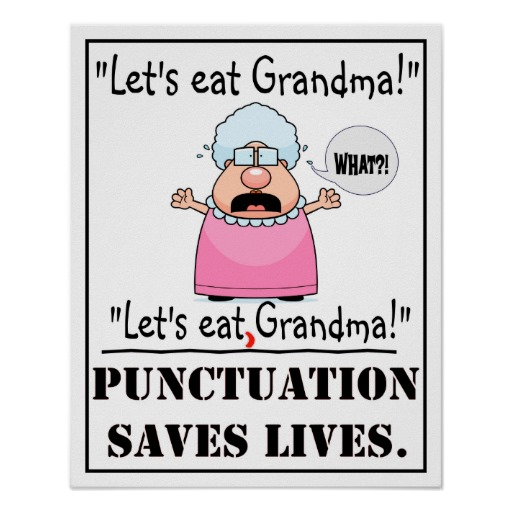 "Let's eat Grandma!"
WHAT?!
"Let's eat, Grandma!"
PUNCTUATION
SAVES LIVES.